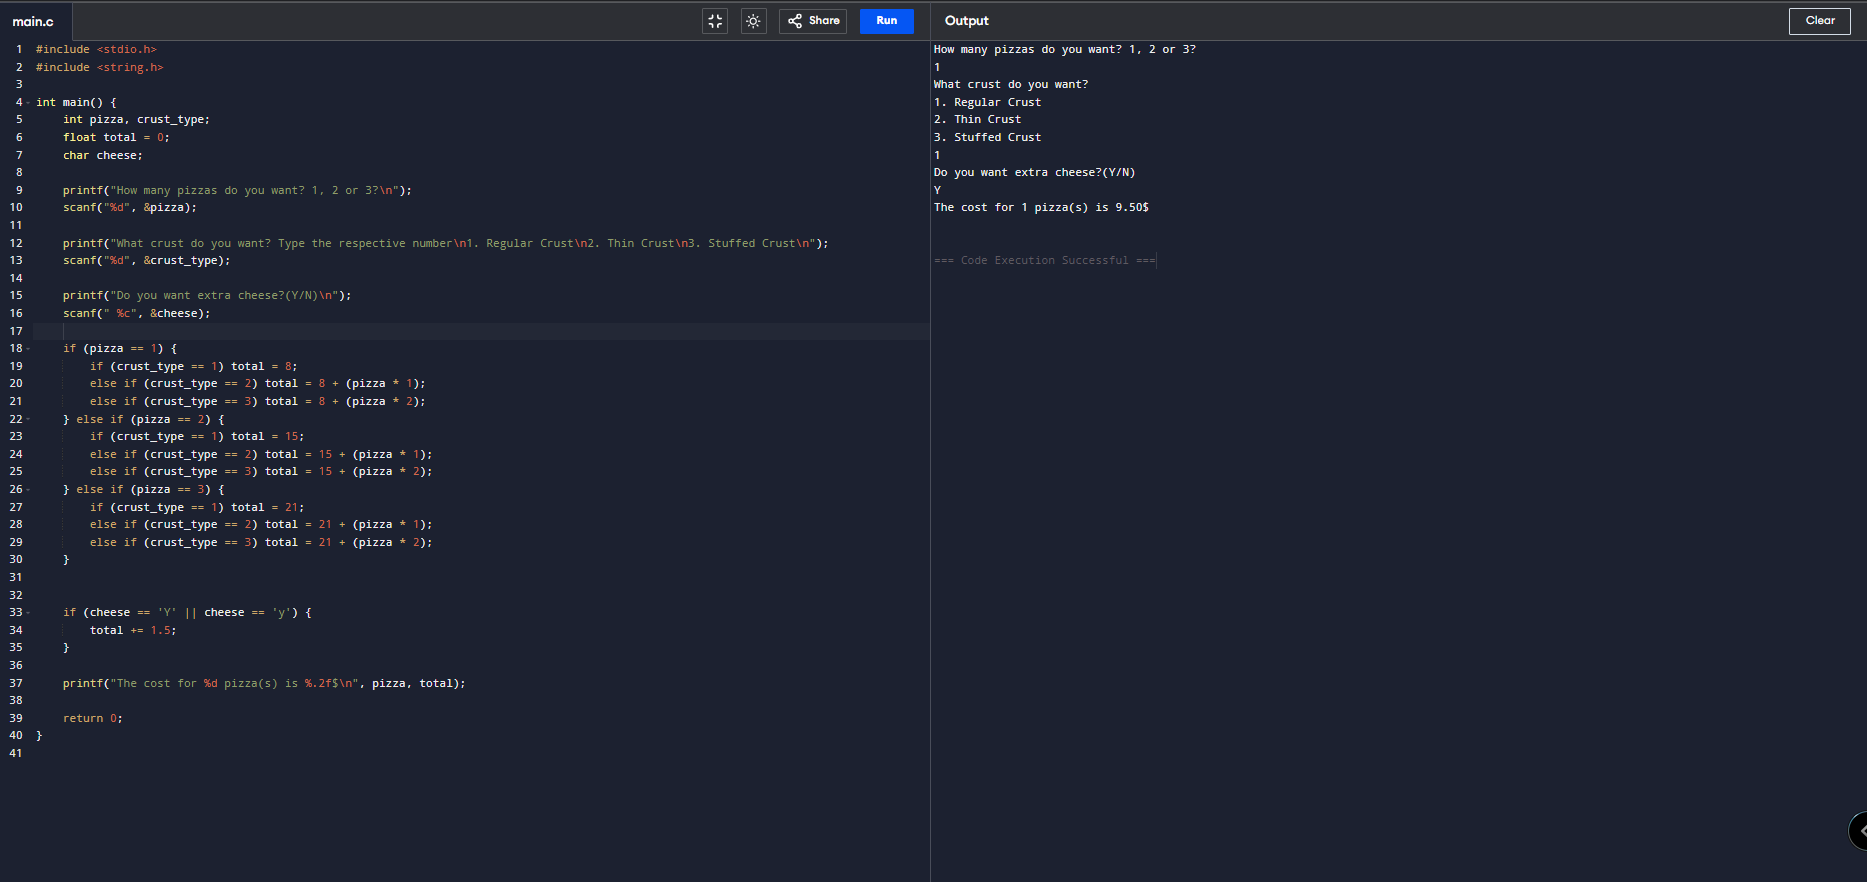 main.c
Share
Run
Output
Clear
1 #include <stdio.h>
2 #include <string.h>
3
4 int main() {
5     int pizza, crust_type;
6     float total = 0;
7     char cheese;
8
9     printf("How many pizzas do you want? 1, 2 or 3?\n");
10     scanf("%d", &pizza);
11
12     printf("What crust do you want? Type the respective number\n1. Regular Crust\n2. Thin Crust\n3. Stuffed Crust\n");
13     scanf("%d", &crust_type);
14
15     printf("Do you want extra cheese?(Y/N)\n");
16     scanf(" %c", &cheese);
17
18     if (pizza == 1) {
19         if (crust_type == 1) total = 8;
20         else if (crust_type == 2) total = 8 + (pizza * 1);
21         else if (crust_type == 3) total = 8 + (pizza * 2);
22     } else if (pizza == 2) {
23         if (crust_type == 1) total = 15;
24         else if (crust_type == 2) total = 15 + (pizza * 1);
25         else if (crust_type == 3) total = 15 + (pizza * 2);
26     } else if (pizza == 3) {
27         if (crust_type == 1) total = 21;
28         else if (crust_type == 2) total = 21 + (pizza * 1);
29         else if (crust_type == 3) total = 21 + (pizza * 2);
30     }
31
32
33     if (cheese == 'Y' || cheese == 'y') {
34         total += 1.5;
35     }
36
37     printf("The cost for %d pizza(s) is %.2f$\n", pizza, total);
38
39     return 0;
40 }
41
How many pizzas do you want? 1, 2 or 3?
1
What crust do you want?
1. Regular Crust
2. Thin Crust
3. Stuffed Crust
1
Do you want extra cheese?(Y/N)
Y
The cost for 1 pizza(s) is 9.50$
=== Code Execution Successful ===